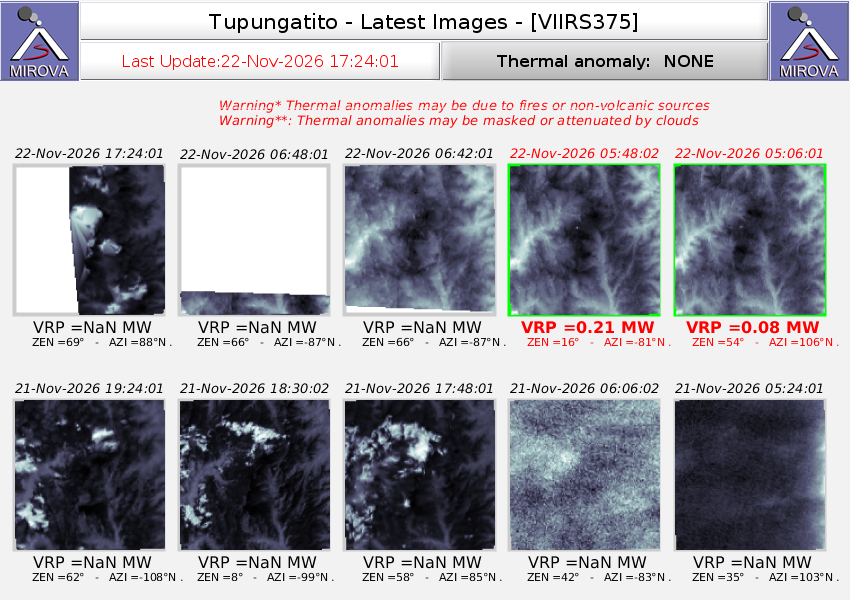 Tupungatito - Latest Images - [VIIRS375]
MIROVA
Last Update:22-Nov-2026 17:24:01
Thermal anomaly: NONE
MIROVA
Warning* Thermal anomalies may be due to fires or non-volcanic sources
Warning**: Thermal anomalies may be masked or attenuated by clouds
22-Nov-2026 17:24:01 22-Nov-2026 06:48:01 22-Nov-2026 06:42:01 22-Nov-2026 05:48:02 22-Nov-2026 05:06:01
VRP =NaN MW VRP =NaN MW VRP =NaN MW VRP =0.21 MW VRP =0.08 MW
ZEN =69° - AZI =88°N . ZEN =66° - AZI =-87°N . ZEN =66° - AZI =-87°N . ZEN =16° - AZI =-81°N . ZEN =54° - AZI =106°N .
21-Nov-2026 19:24:01 21-Nov-2026 18:30:02 21-Nov-2026 17:48:01 21-Nov-2026 06:06:02 21-Nov-2026 05:24:01
VRP =NaN MW VRP =NaN MW VRP =NaN MW VRP =NaN MW VRP =NaN MW
ZEN =62° - AZI =-108°N . ZEN =8° - AZI =-99°N . ZEN =58° - AZI =85°N . ZEN =42° - AZI =-83°N . ZEN =35° - AZI =103°N .